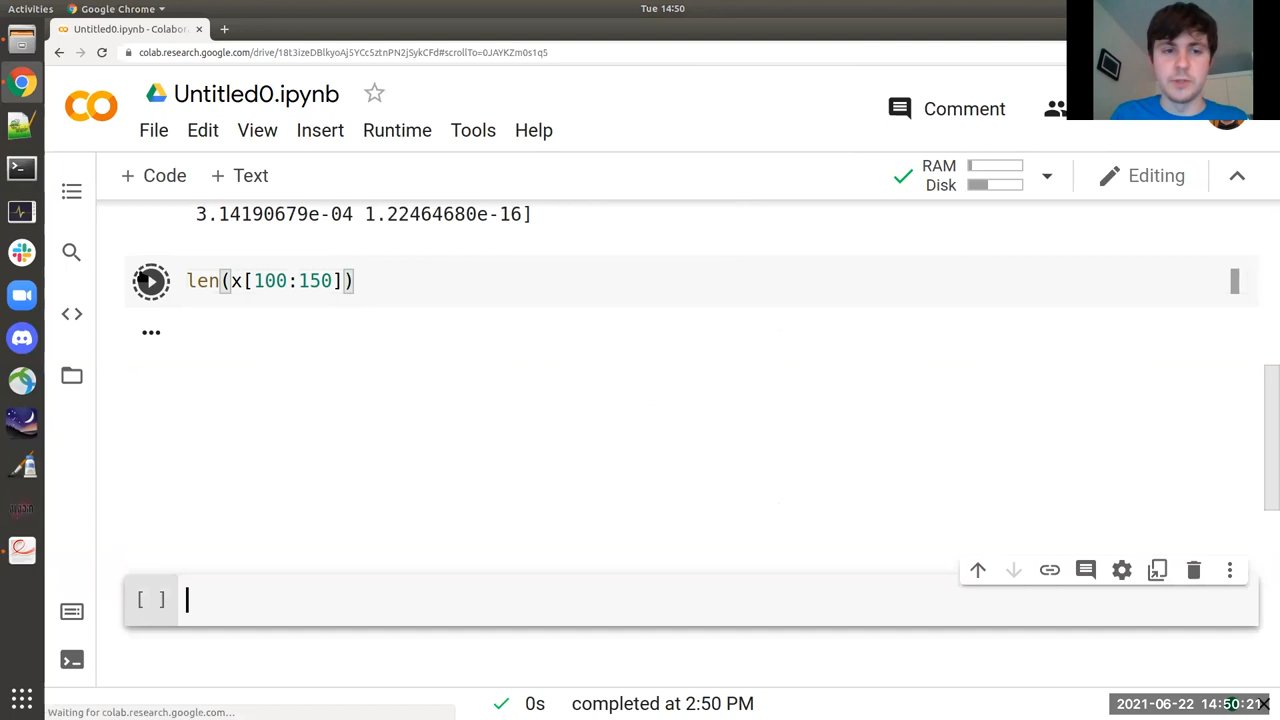 Activities Google Chrome Tue 14:50
Untitled0.ipynb - Colabor
colab.research.google.com/drive/18t3izeDBlkyoAj5YCc5ztnPN2jSykCFd#scrollTo=0JAYKZm0s1q5
Untitled0.ipynb
Comment
File Edit View Insert Runtime Tools Help
+ Code + Text
RAM
Disk
Editing
3.14190679e-04 1.22464680e-16]
len(x[100:150])
[ ]
0s completed at 2:50 PM
2021-06-22 14:50:21
Waiting for colab.research.google.com...